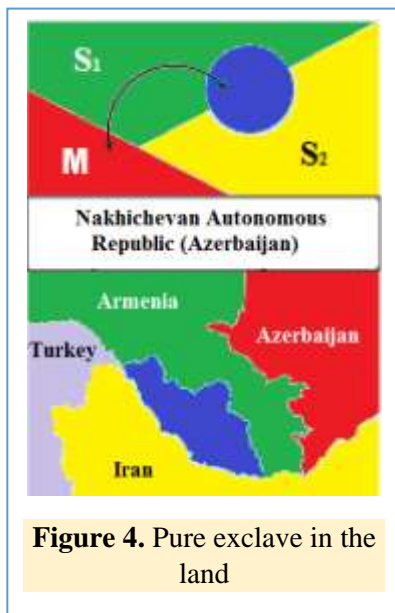 S1
M
S2
Nakhichevan Autonomous
Republic (Azerbaijan)
Armenia
Azerbaijan
Turkey
Iran
Figure 4. Pure exclave in the
land